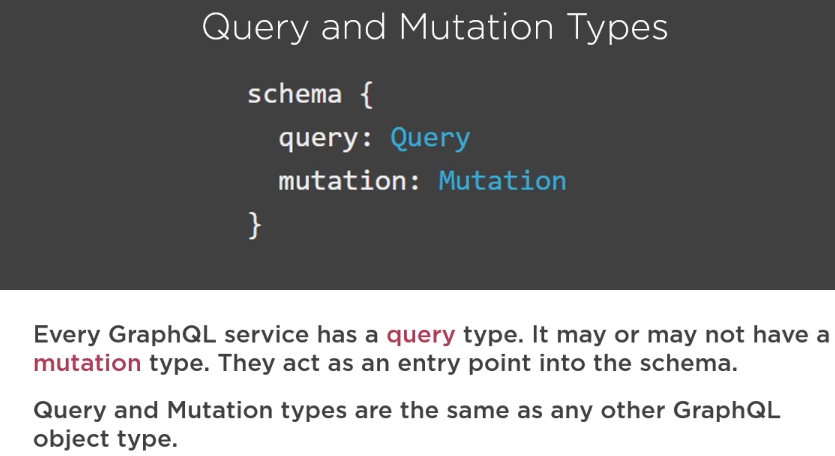 Query and Mutation Types
schema {
query: Query
mutation: Mutation
}
Every GraphQL service has a query type. It may or may not have a
mutation type. They act as an entry point into the schema.
Query and Mutation types are the same as any other GraphQL
object type.